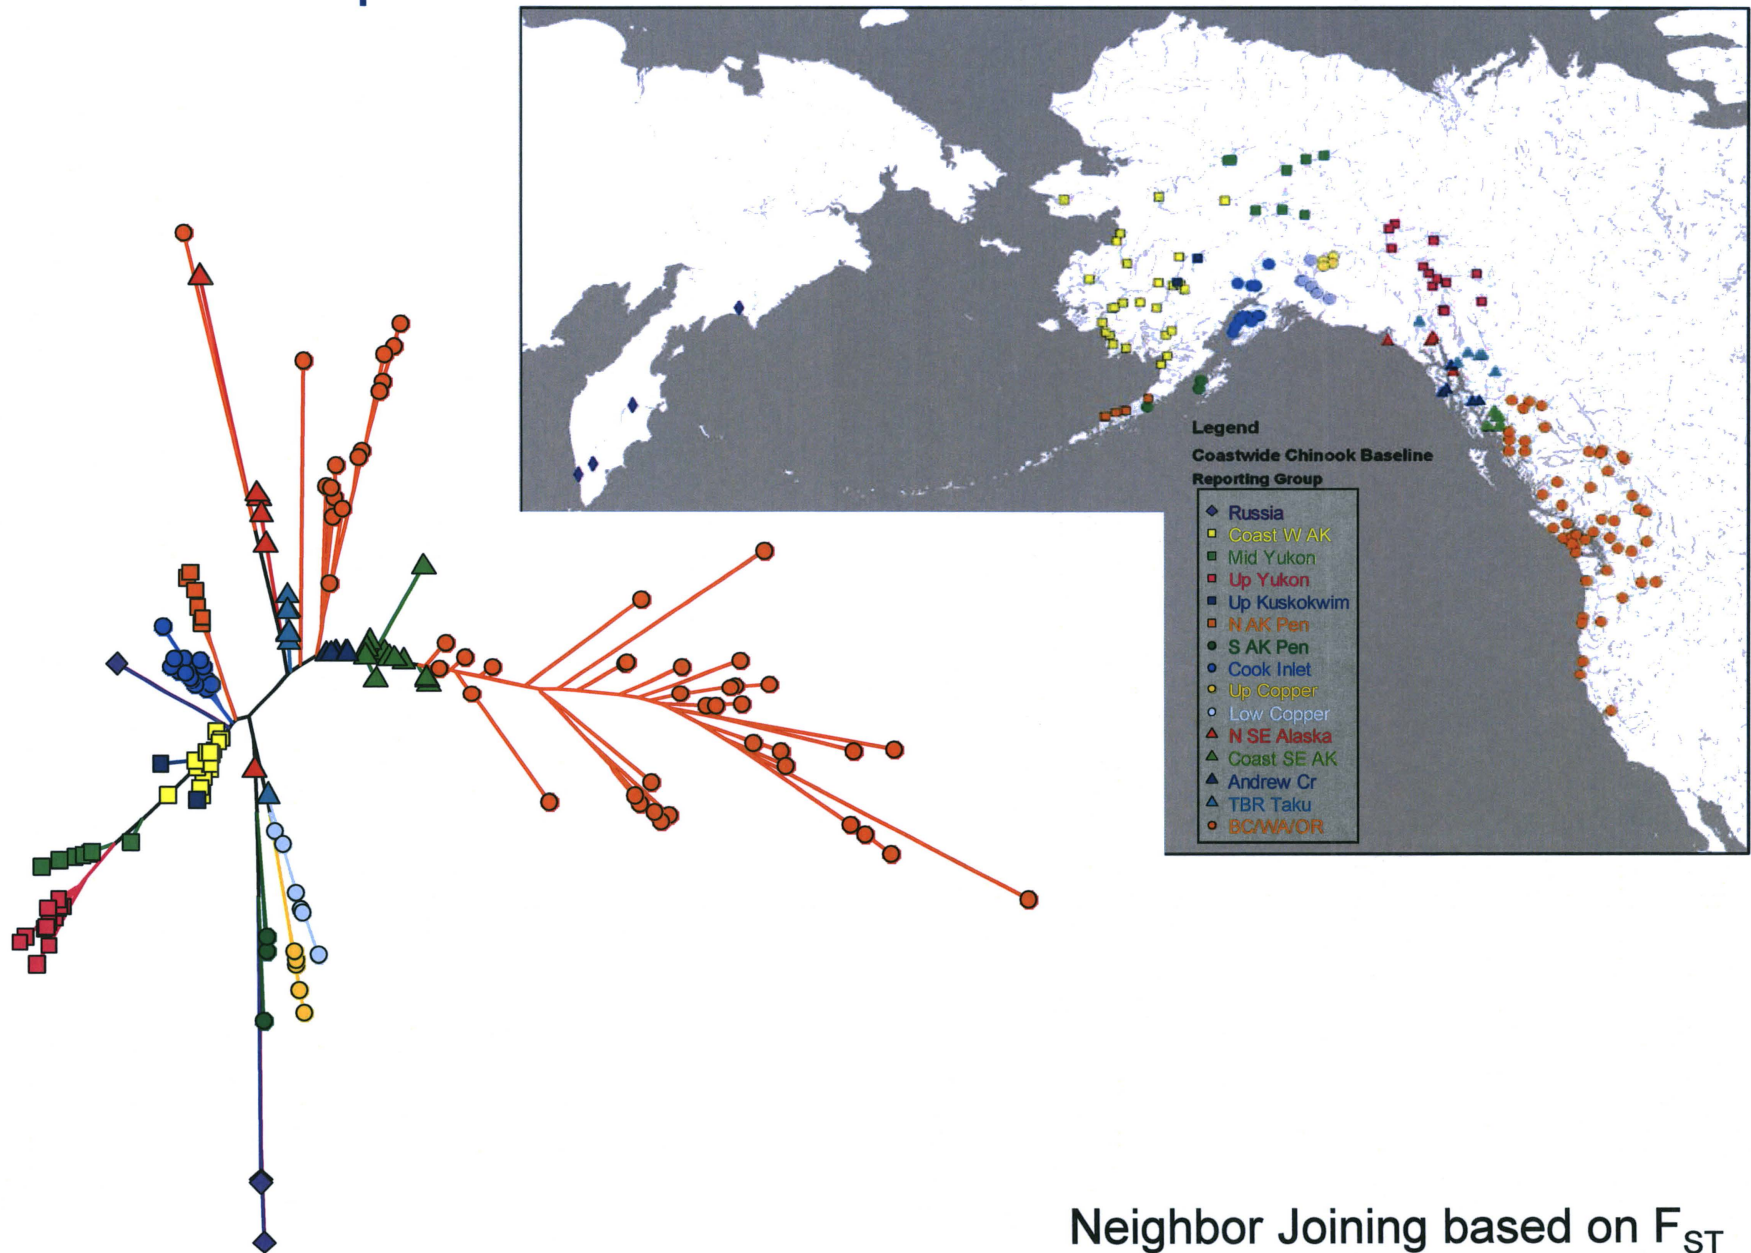 Legend
Coastwide Chinook Baseline
Reporting Group
Russia
Coast W AK
Mid Yukon
Up Yukon
Up Kuskokwim
N AK Pen
S AK Pen
Cook Inlet
Up Copper
Low Copper
N SE Alaska
Coast SE AK
Andrew Cr
TBR Taku
BC/WA/OR
Neighbor Joining based on FST